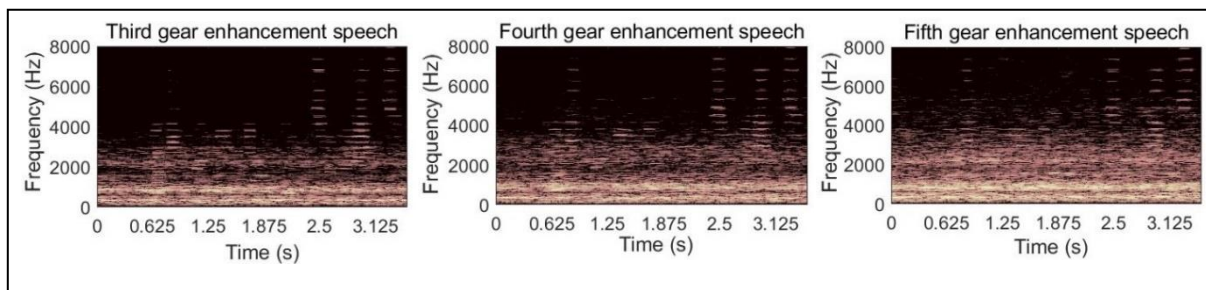 Third gear enhancement speech
Frequency (Hz)
8000
6000
4000
2000
0
0 0.625 1.25 1.875 2.5 3.125
Time (s)
Fourth gear enhancement speech
Frequency (Hz)
8000
6000
4000
2000
0
0 0.625 1.25 1.875 2.5 3.125
Time (s)
Fifth gear enhancement speech
Frequency (Hz)
8000
6000
4000
2000
0
0 0.625 1.25 1.875 2.5 3.125
Time (s)